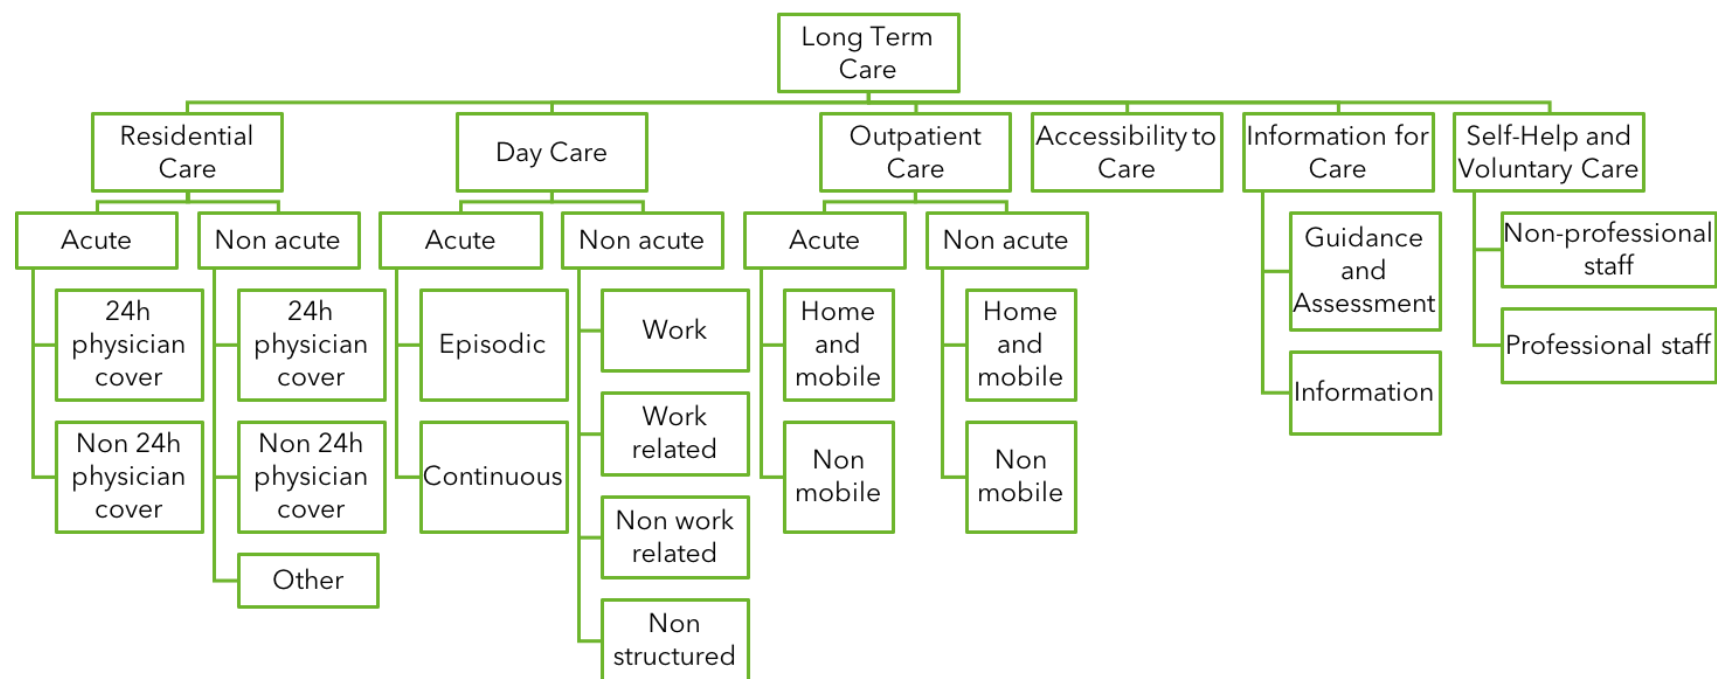 Long Term
Care
Residential
Care
Day Care
Outpatient
Care
Accessibility to
Care
Information for
Care
Self-Help and
Voluntary Care
Acute
Non acute
Acute
Non acute
Acute
Non acute
24h
physician
cover
Non 24h
physician
cover
24h
physician
cover
Non 24h
physician
cover
Other
Episodic
Continuous
Work
Work
related
Non work
related
Non
structured
Home
and
mobile
Non
mobile
Home
and
mobile
Non
mobile
Guidance
and
Assessment
Information
Non-professional
staff
Professional staff